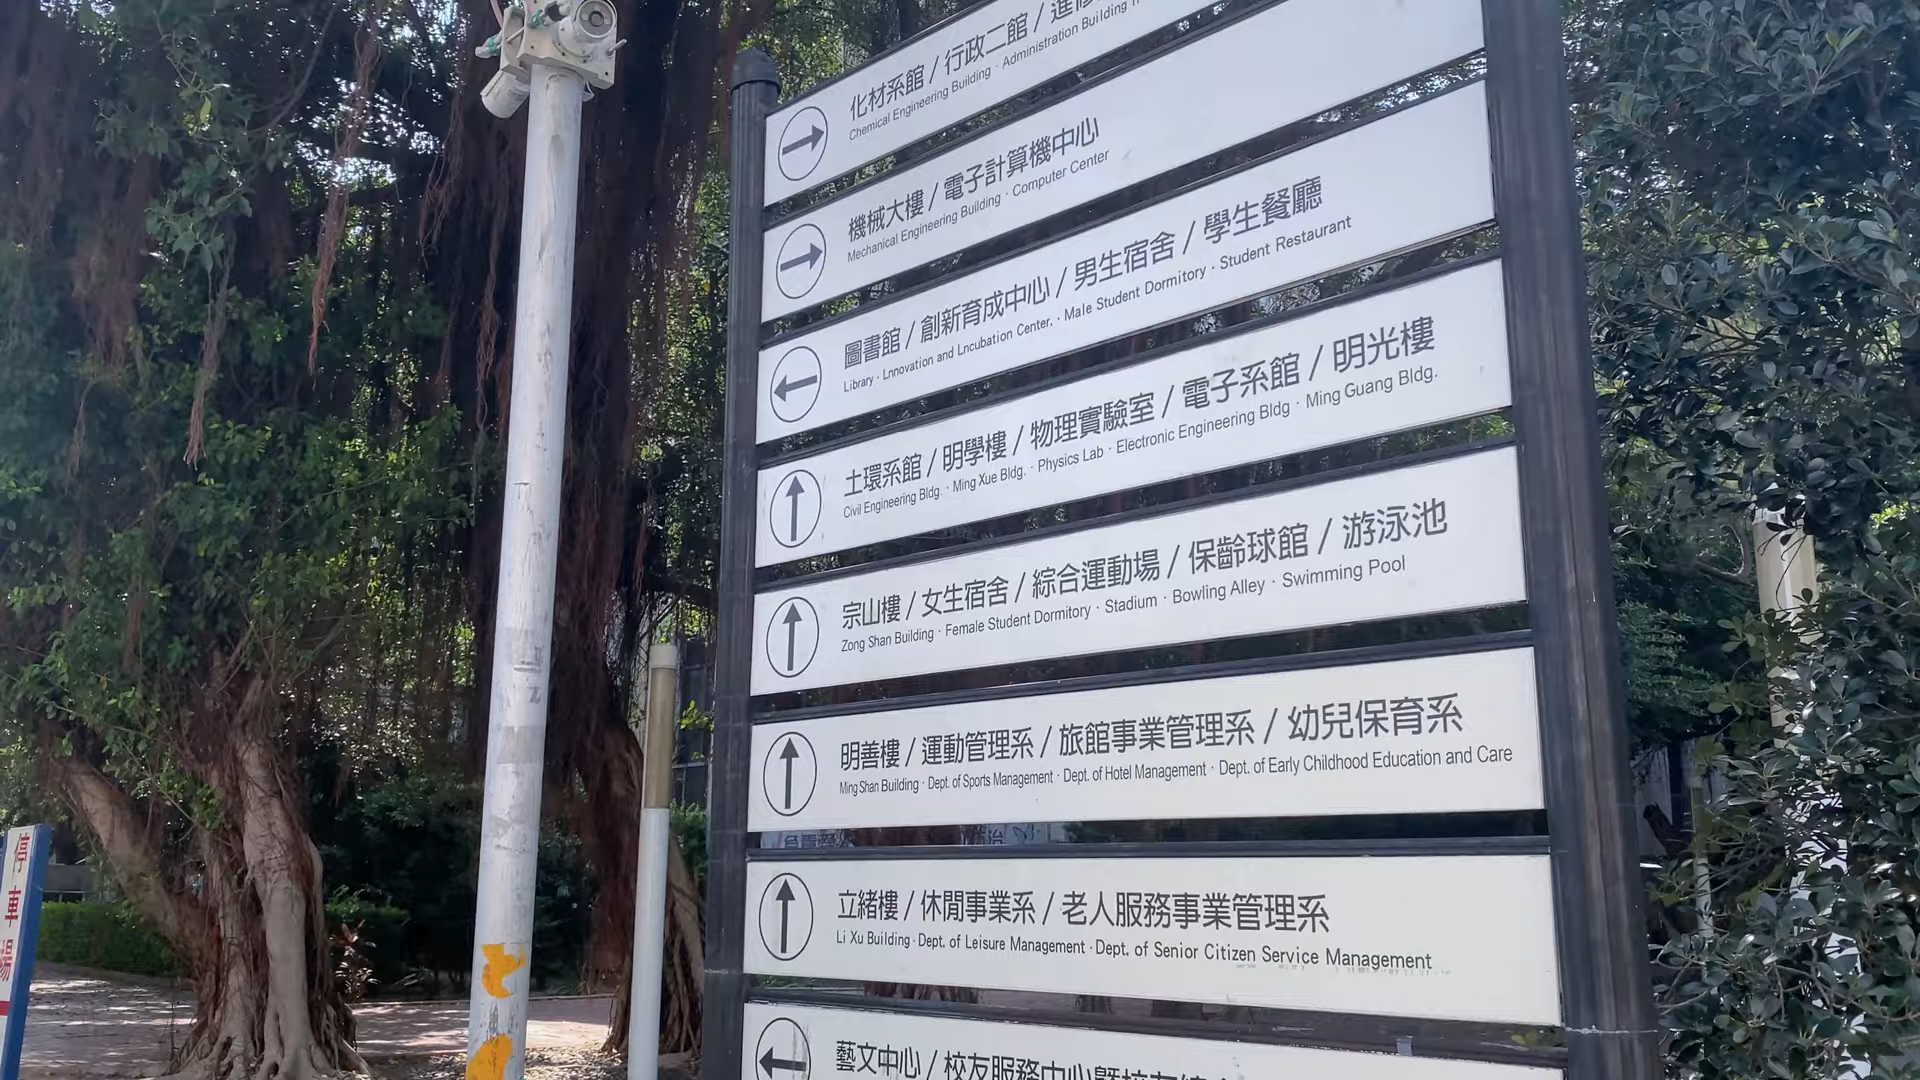 化材系館 / 行政二館 / 進修
Chemical Engineering Building · Administration Building
機械大樓 / 電子計算機中心
Mechanical Engineering Building · Computer Center
圖書館 / 創新育成中心 / 男生宿舍 / 學生餐廳
Library · Lnnovation and Lncubation Center. · Male Student Dormitory · Student Restaurant
土環系館 / 明學樓 / 物理實驗室 / 電子系館 / 明光樓
Civil Engineering Bldg. · Ming Xue Bldg. · Physics Lab · Electronic Engineering Bldg · Ming Guang Bldg.
宗山樓 / 女生宿舍 / 綜合運動場 / 保齡球館 / 游泳池
Zong Shan Building · Female Student Dormitory · Stadium · Bowling Alley · Swimming Pool
明善樓 / 運動管理系 / 旅館事業管理系 / 幼兒保育系
Ming Shan Building · Dept. of Sports Management · Dept. of Hotel Management · Dept. of Early Childhood Education and Care
立緒樓 / 休閒事業系 / 老人服務事業管理系
Li Xu Building · Dept. of Leisure Management · Dept. of Senior Citizen Service Management
藝文中心 / 校友服務中心暨校友
停車場